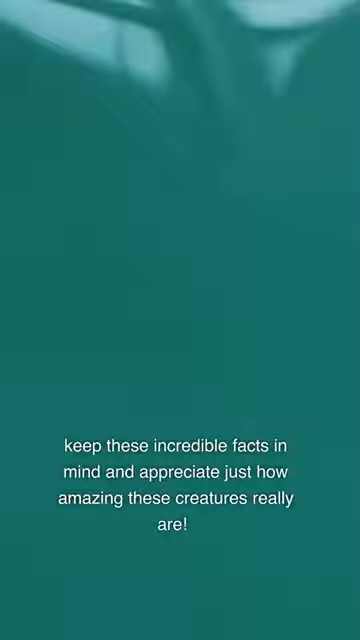 keep these incredible facts in
mind and appreciate just how
amazing these creatures really
are!